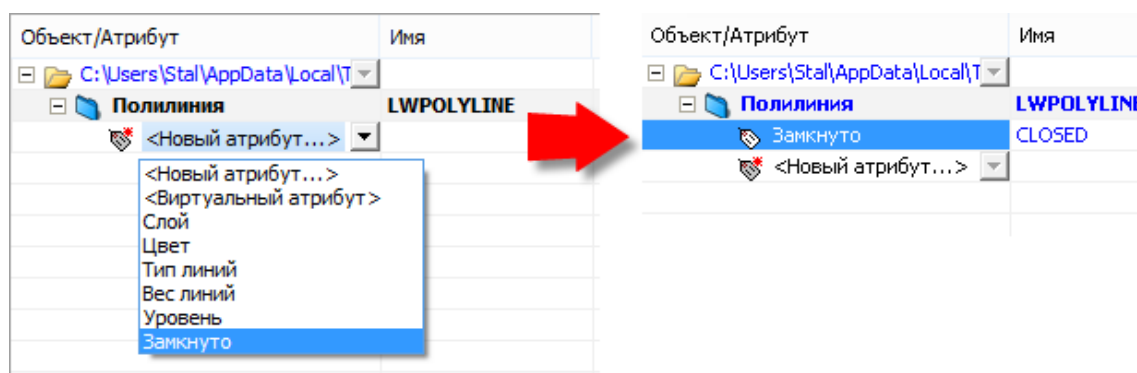 Объект/Атрибут Имя
C:\Users\Stal\AppData\Local\T
Полилиния LWPOLYLINE
<Новый атрибут...>
<Новый атрибут...>
<Виртуальный атрибут>
Слой
Цвет
Тип линий
Вес линий
Уровень
Замкнуто
Объект/Атрибут Имя
C:\Users\Stal\AppData\Local\T
Полилиния LWPOLYLINE
Замкнуто CLOSED
<Новый атрибут...>